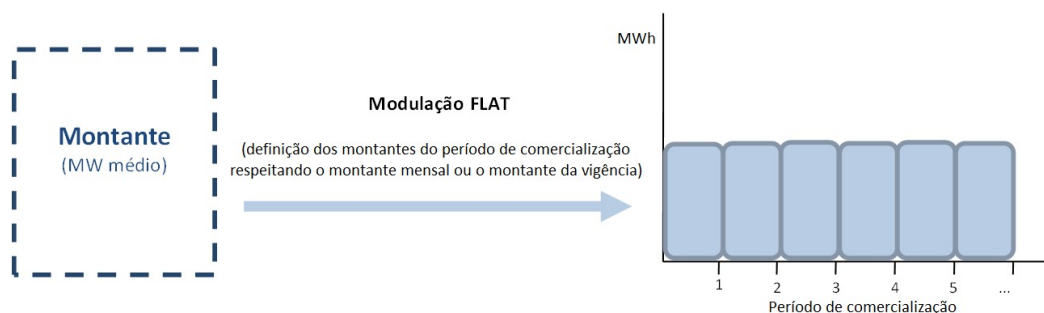 Montante
(MW médio)
Modulação FLAT
(definição dos montantes do período de comercialização
respeitando o montante mensal ou o montante da vigência)
MWh
1 2 3 4 5 ...
Período de comercialização